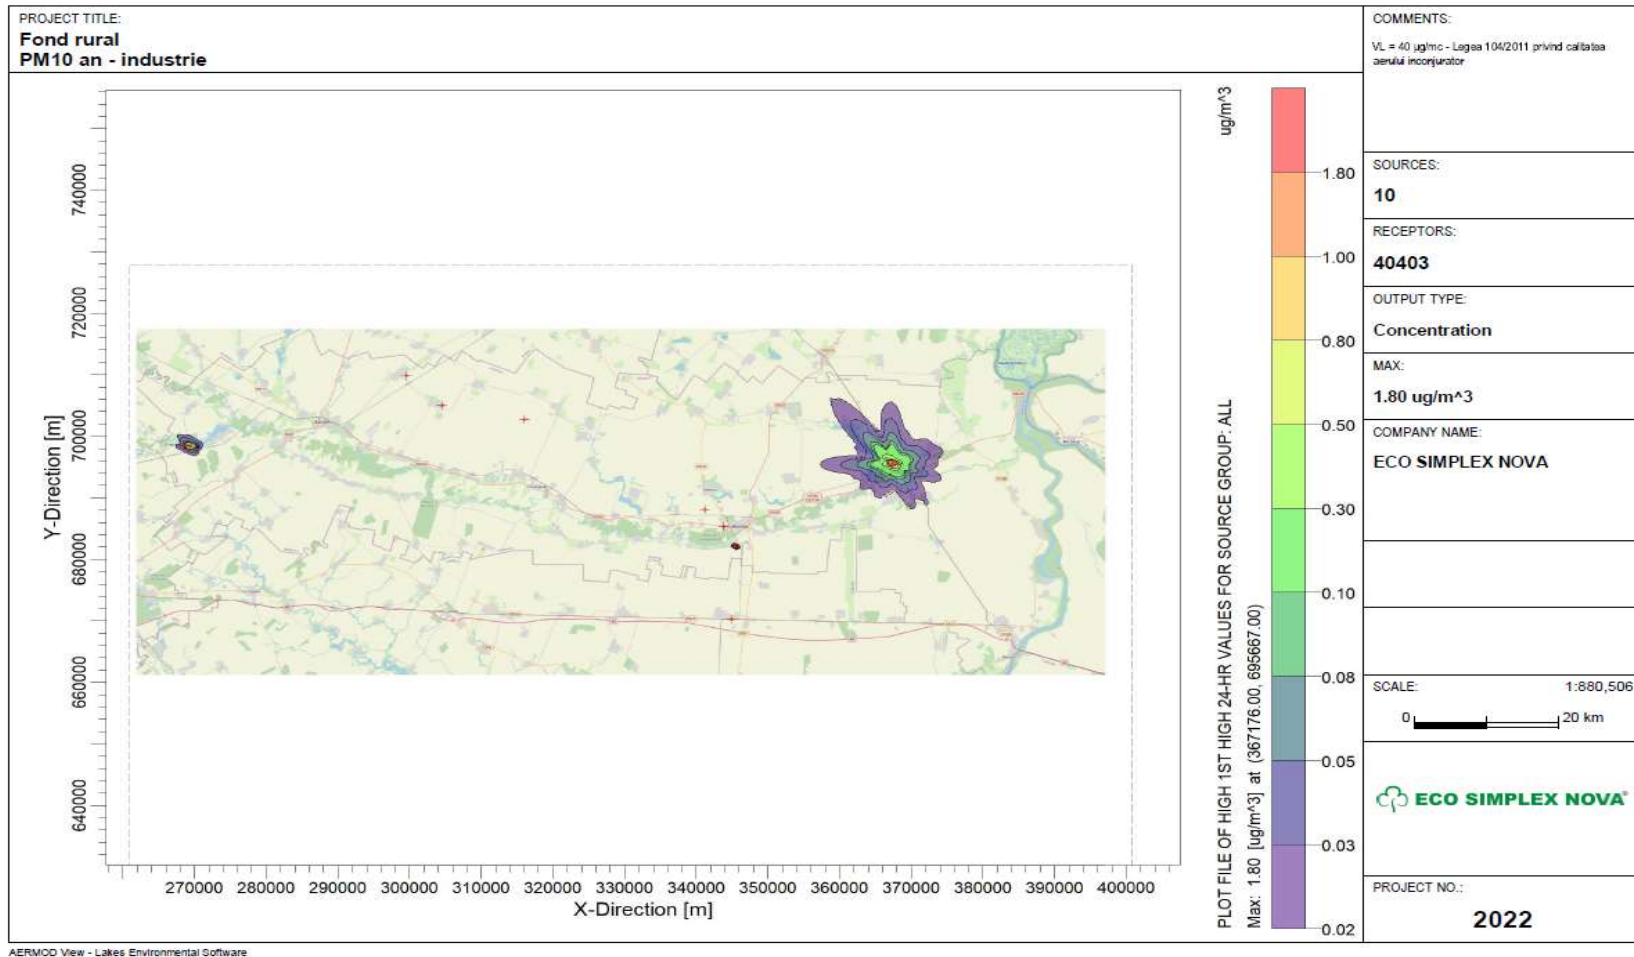 PROJECT TITLE:
Fond rural
PM10 an - industrie
COMMENTS:
VL = 40 µg/mc - Legea 104/2011 privind calitatea
aerului inconjurator
SOURCES:
10
RECEPTORS:
40403
OUTPUT TYPE:
Concentration
MAX:
1.80 ug/m^3
COMPANY NAME:
ECO SIMPLEX NOVA
SCALE:
1:880,506
0
20 km
ECO SIMPLEX NOVA®
PROJECT NO.:
2022
Y-Direction [m]
740000
720000
700000
680000
660000
640000
270000
280000
290000
300000
310000
320000
330000
340000
350000
360000
370000
380000
390000
400000
X-Direction [m]
PLOT FILE OF HIGH 1ST HIGH 24-HR VALUES FOR SOURCE GROUP: ALL
ug/m^3
Max: 1.80 [ug/m^3] at (367176.00, 695667.00)
1.80
1.00
0.80
0.50
0.30
0.10
0.08
0.05
0.03
0.02
AERMOD View - Lakes Environmental Software